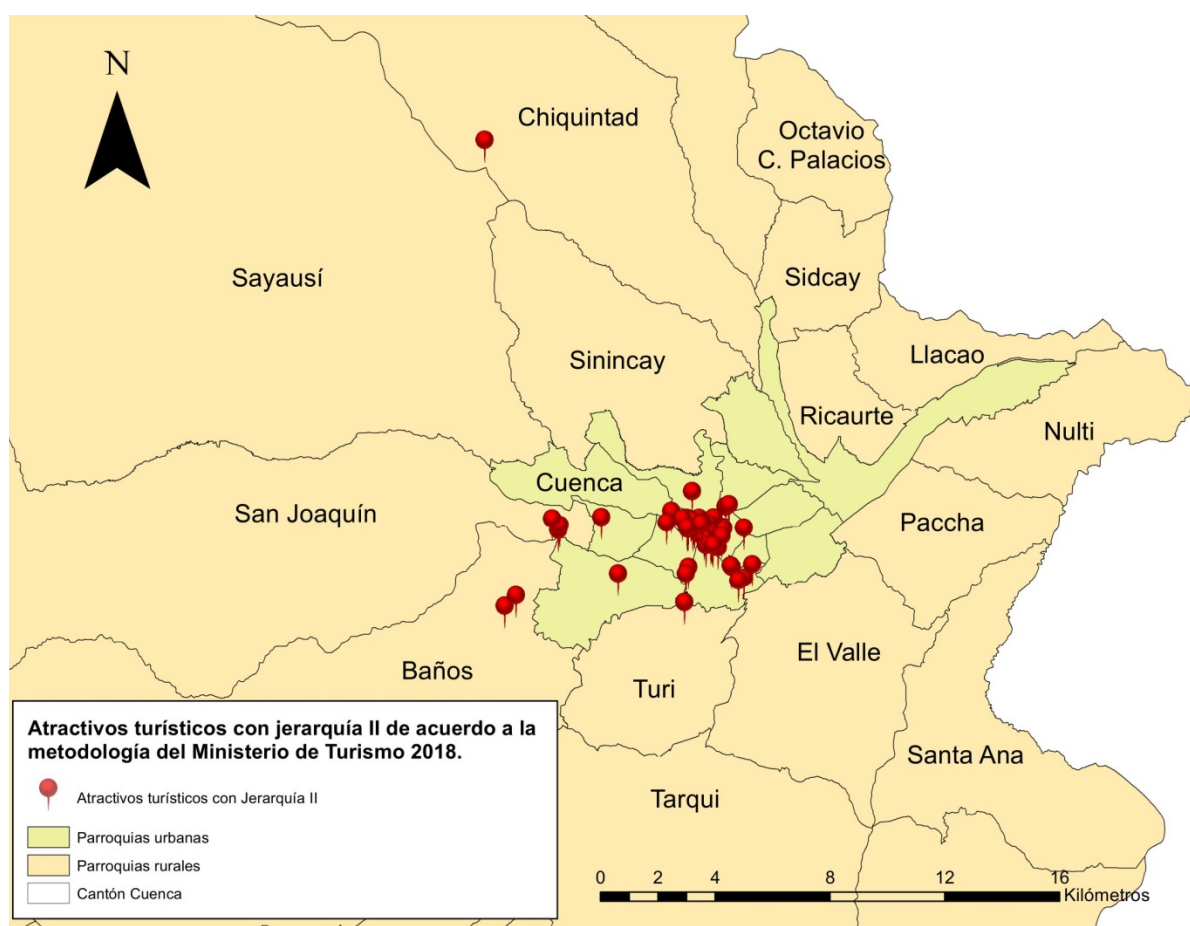 N
Chiquintad
Octavio
C. Palacios
Sayausí
Sidcay
Sinincay
Llacao
Ricaurte
Nulti
Cuenca
San Joaquín
Paccha
El Valle
Baños
Turi
Santa Ana
Tarqui
Atractivos turísticos con jerarquía II de acuerdo a la
metodología del Ministerio de Turismo 2018.
Atractivos turísticos con Jerarquía II
Parroquias urbanas
Parroquias rurales
Cantón Cuenca
0 2 4 8 12 16
Kilómetros